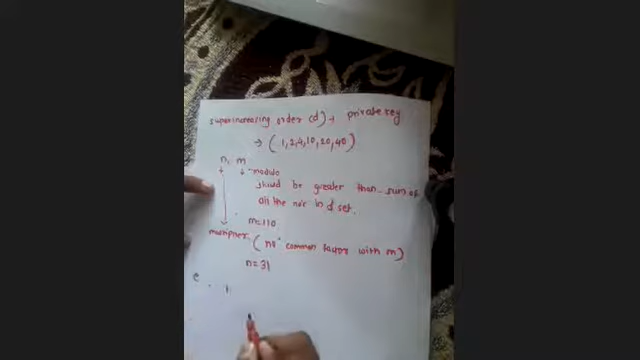 superincreasing order (d) → private key
→ (1,2,4,10,20,40)
n, m
↓ ↓ →modulo
should be greater than sum of
all the no's in d set.
m=110
multiplier (no common factor with m)
n=31
e